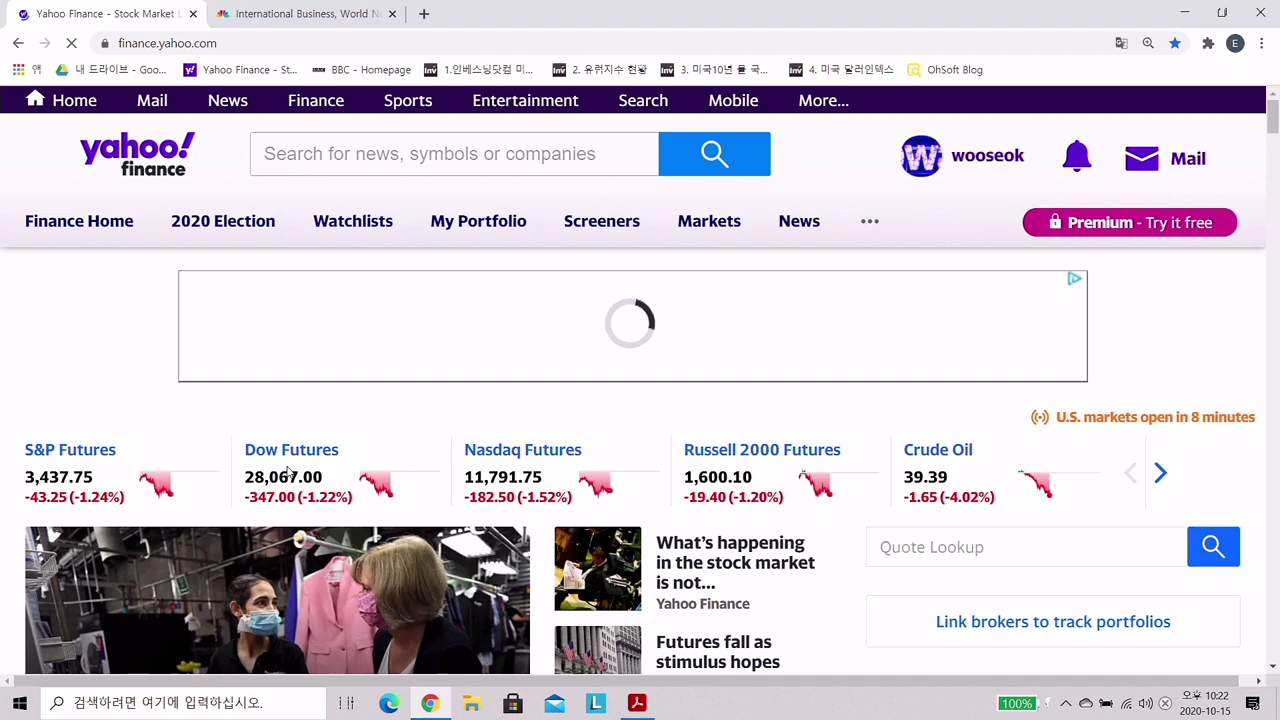 Yahoo Finance - Stock Market L
International Business, World N
finance.yahoo.com
앱
내 드라이브 - Goo...
Yahoo Finance - St...
BBC - Homepage
1.인베스팅닷컴 미...
3. 미국10년 물 국...
4. 미국 달러인덱스
OhSoft Blog
Home
Mail
News
Finance
Sports
Entertainment
Search
Mobile
More...
yahoo!
finance
Search for news, symbols or companies
W
wooseok
Mail
Finance Home
2020 Election
Watchlists
My Portfolio
Screeners
Markets
News
Premium - Try it free
U.S. markets open in 8 minutes
S&P Futures
3,437.75
-43.25 (-1.24%)
Dow Futures
28,067.00
-347.00 (-1.22%)
Nasdaq Futures
11,791.75
-182.50 (-1.52%)
Russell 2000 Futures
1,600.10
-19.40 (-1.20%)
Crude Oil
39.39
-1.65 (-4.02%)
What's happening
in the stock market
is not...
Yahoo Finance
Futures fall as
stimulus hopes
Quote Lookup
Link brokers to track portfolios
검색하려면 여기에 입력하십시오.
100%
오후 10:22
2020-10-15